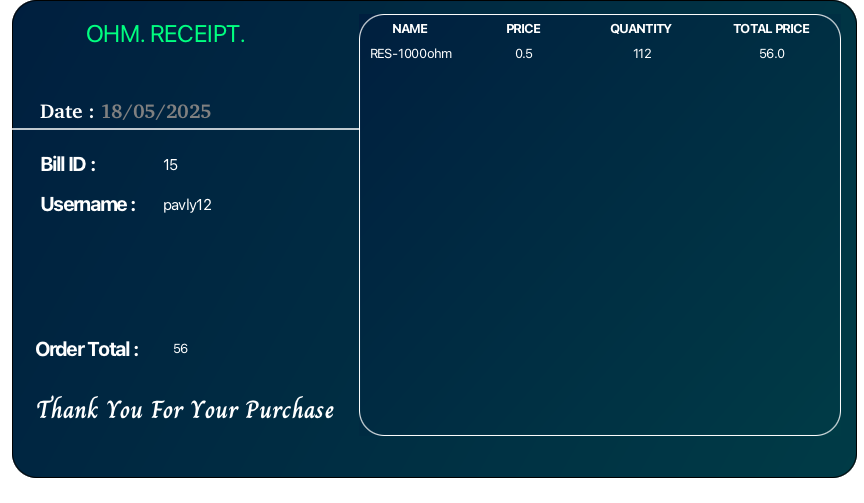 OHM. RECEIPT.
Date : 18/05/2025
Bill ID : 15
Username : pavly12
Order Total : 56
Thank You For Your Purchase
NAME PRICE QUANTITY TOTAL PRICE
RES-1000ohm 0.5 112 56.0